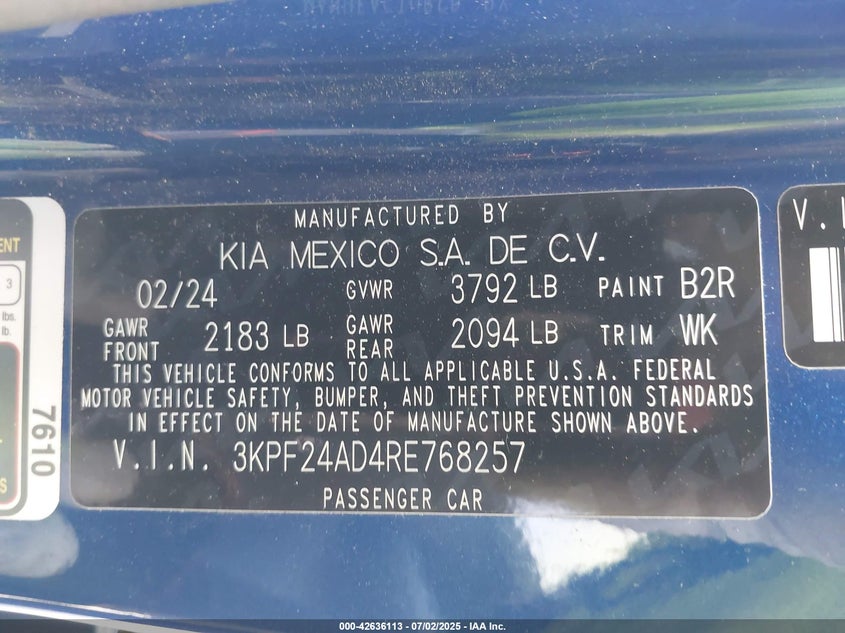 MANUFACTURED BY
KIA MEXICO S.A. DE C.V.
02/24 GVWR 3792 LB PAINT B2R
GAWR FRONT 2183 LB GAWR REAR 2094 LB TRIM WK
THIS VEHICLE CONFORMS TO ALL APPLICABLE U.S.A. FEDERAL
MOTOR VEHICLE SAFETY, BUMPER, AND THEFT PREVENTION STANDARDS
IN EFFECT ON THE DATE OF MANUFACTURE SHOWN ABOVE.
V.I.N. 3KPF24AD4RE768257
PASSENGER CAR
3
lbs.
lb.
7610
V.I
000-42636113 - 07/02/2025 - IAA Inc.